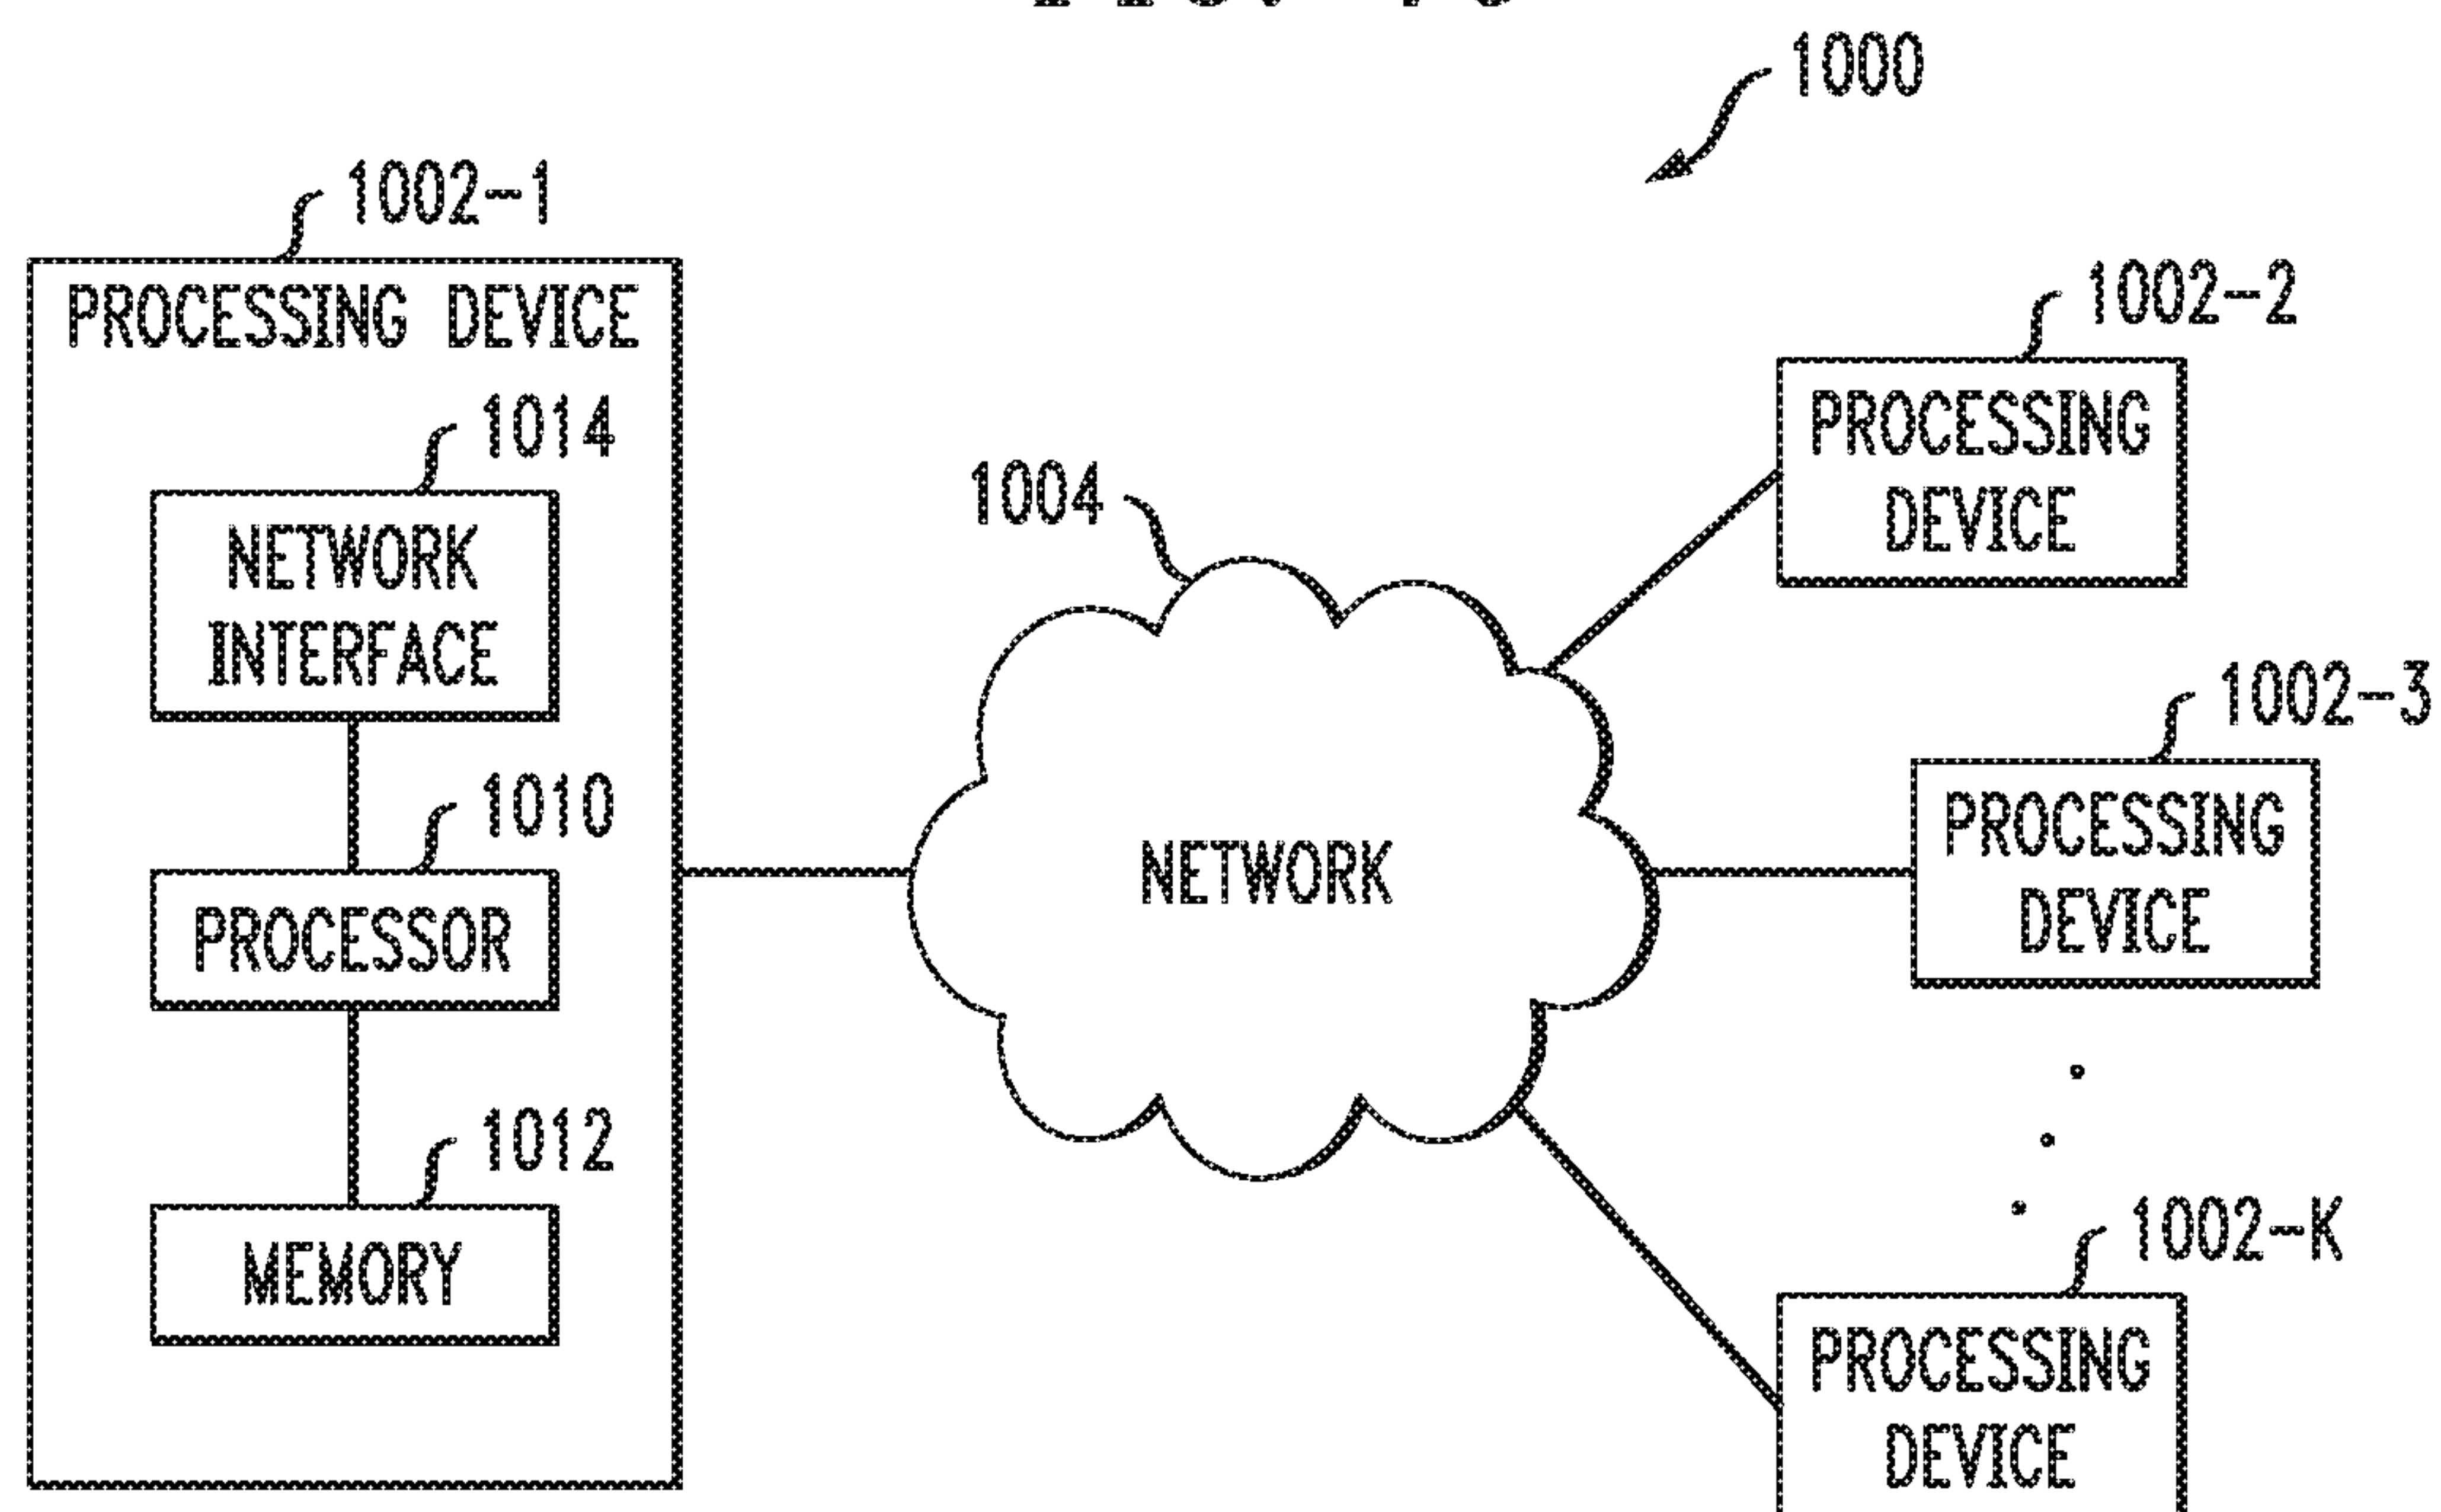 1000
1002-1
PROCESSING DEVICE
1014
NETWORK
INTERFACE
1010
PROCESSOR
1012
MEMORY
1004
NETWORK
1002-2
PROCESSING
DEVICE
1002-3
PROCESSING
DEVICE
1002-K
PROCESSING
DEVICE